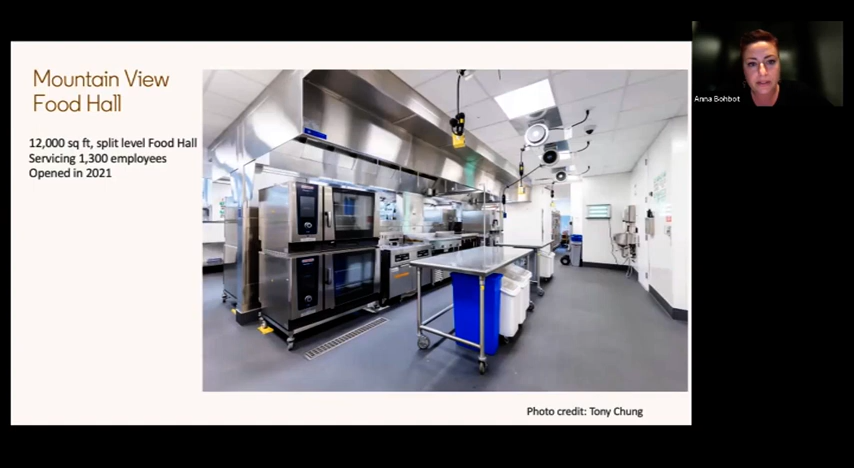 Mountain View
Food Hall
12,000 sq ft, split level Food Hall
Servicing 1,300 employees
Opened in 2021
Photo credit: Tony Chung
Anna Bohbot